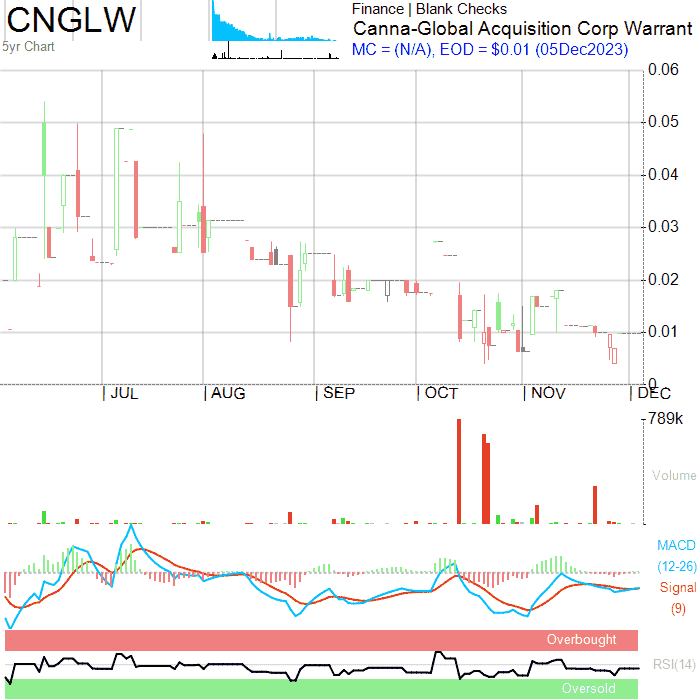 CNGLW
5yr Chart
Finance | Blank Checks
Canna-Global Acquisition Corp Warrant
MC = (N/A), EOD = $0.01 (05Dec2023)
0.06
0.05
0.04
0.03
0.02
0.01
0
JUL AUG SEP OCT NOV DEC
789k
Volume
MACD
(12-26)
Signal
(9)
Overbought
RSI(14)
Oversold